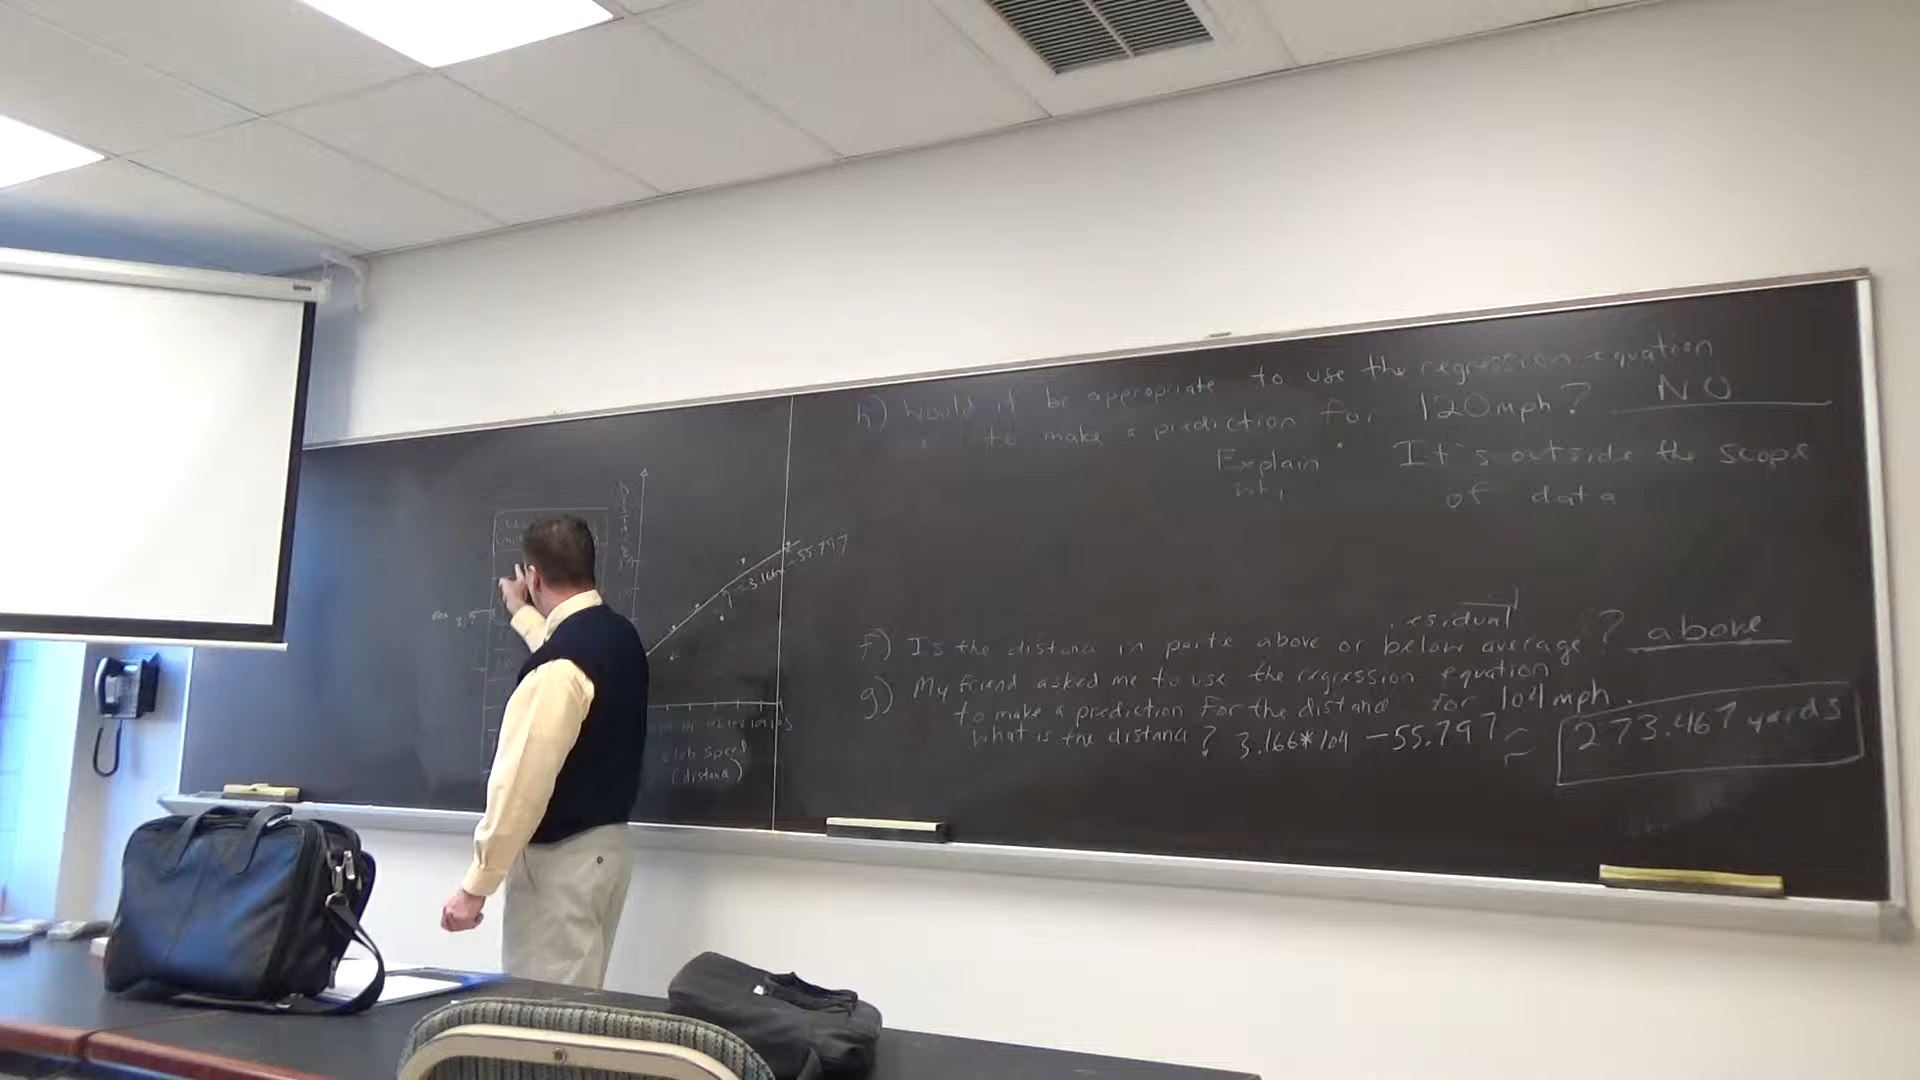 h) Would it be appropriate to use the regression equation
to make a prediction for 120mph? NO
Explain It's outside the scope
of data
y = 3.166x - 55.797
residual
f) Is the distance in parte above or below average? above
g) My friend asked me to use the regression equation
to make a prediction for the distance for 104 mph.
What is the distance? 3.166*104 - 55.797 ≈ 273.467 yards
Club Speed
(distance)